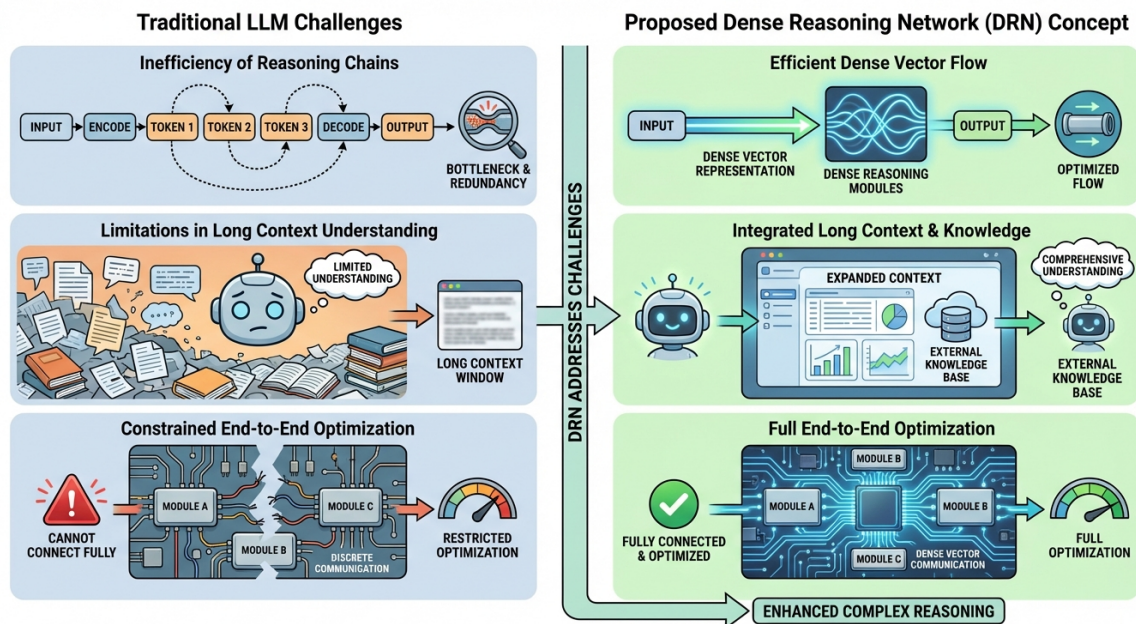 Traditional LLM Challenges
Inefficiency of Reasoning Chains
INPUT
ENCODE
TOKEN 1
TOKEN 2
TOKEN 3
DECODE
OUTPUT
BOTTLENECK &
REDUNDANCY
Limitations in Long Context Understanding
LIMITED
UNDERSTANDING
LONG CONTEXT
WINDOW
Constrained End-to-End Optimization
CANNOT
CONNECT FULLY
MODULE A
MODULE B
MODULE C
DISCRETE
COMMUNICATION
RESTRICTED
OPTIMIZATION
DRN ADDRESSES CHALLENGES
Proposed Dense Reasoning Network (DRN) Concept
Efficient Dense Vector Flow
INPUT
DENSE VECTOR
REPRESENTATION
DENSE REASONING
MODULES
OUTPUT
OPTIMIZED
FLOW
Integrated Long Context & Knowledge
EXPANDED CONTEXT
EXTERNAL
KNOWLEDGE
BASE
COMPREHENSIVE
UNDERSTANDING
EXTERNAL
KNOWLEDGE
BASE
Full End-to-End Optimization
FULLY CONNECTED
& OPTIMIZED
MODULE B
MODULE A
MODULE B
MODULE C
DENSE VECTOR
COMMUNICATION
FULL
OPTIMIZATION
ENHANCED COMPLEX REASONING